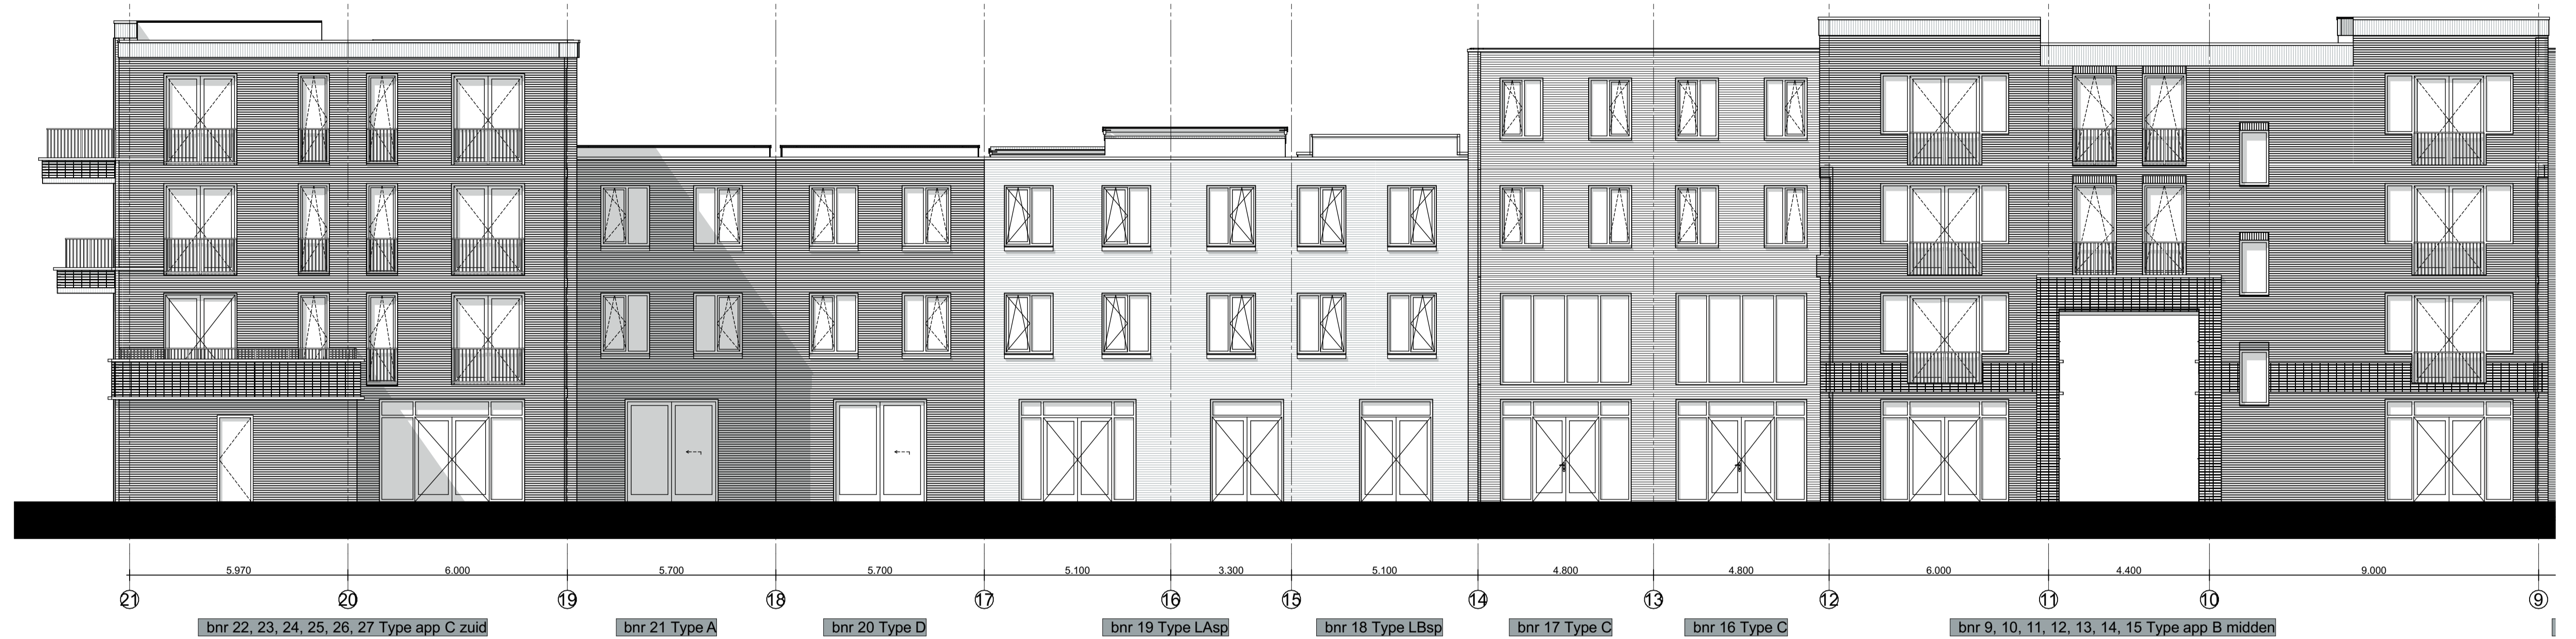 5.970 6.000 5.700 5.700 5.100 3.300 5.100 4.800 4.800 6.000 4.400 9.000
21 20 19 18 17 16 15 14 13 12 11 10 9
bnr 22, 23, 24, 25, 26, 27 Type app C zuid bnr 21 Type A bnr 20 Type D bnr 19 Type LAsp bnr 18 Type LBsp bnr 17 Type C bnr 16 Type C bnr 9, 10, 11, 12, 13, 14, 15 Type app B midden